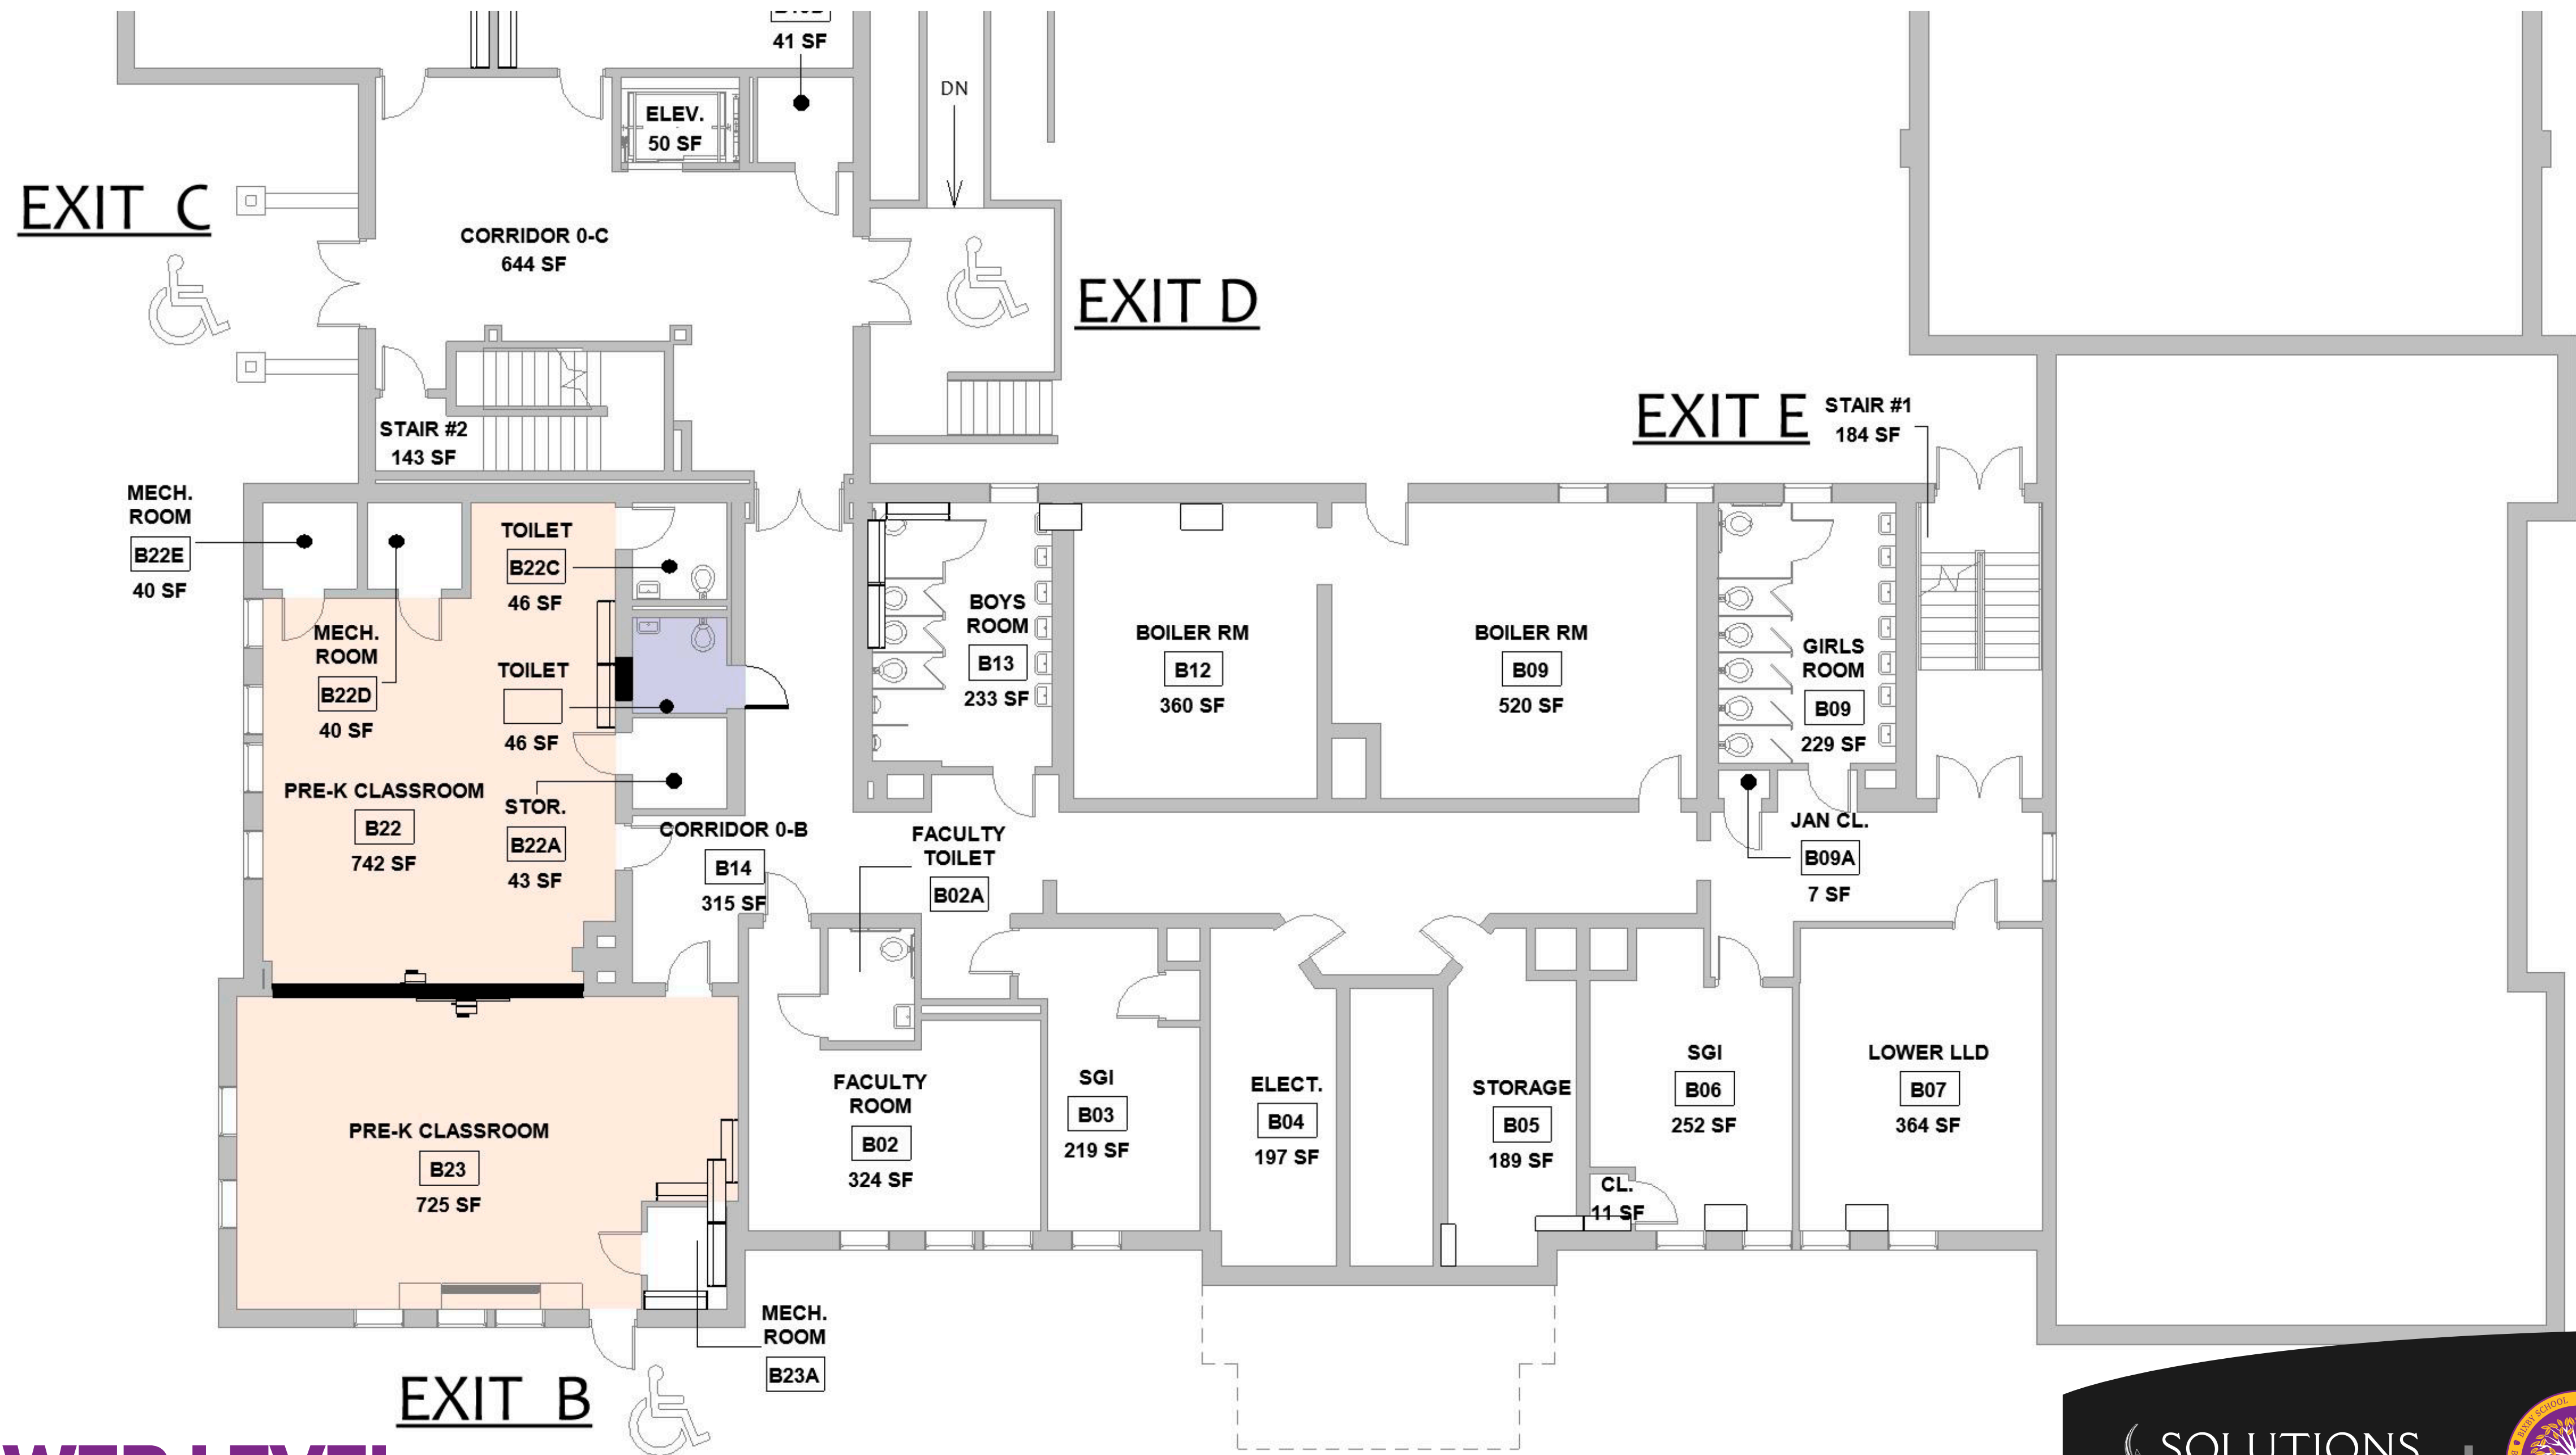 41 SF
DN
ELEV.
50 SF
EXIT C
CORRIDOR 0-C
644 SF
EXIT D
EXIT E
STAIR #1
184 SF
STAIR #2
143 SF
MECH.
ROOM
B22E
40 SF
TOILET
B22C
46 SF
MECH.
ROOM
B22D
40 SF
TOILET
46 SF
BOYS
ROOM
B13
233 SF
BOILER RM
B12
360 SF
BOILER RM
B09
520 SF
GIRLS
ROOM
B09
229 SF
PRE-K CLASSROOM
B22
742 SF
STOR.
B22A
43 SF
CORRIDOR 0-B
B14
315 SF
FACULTY
TOILET
B02A
JAN CL.
B09A
7 SF
PRE-K CLASSROOM
B23
725 SF
FACULTY
ROOM
B02
324 SF
SGI
B03
219 SF
ELECT.
B04
197 SF
STORAGE
B05
189 SF
SGI
B06
252 SF
CL.
11 SF
LOWER LLD
B07
364 SF
MECH.
ROOM
B23A
EXIT B
LEVEL
SOLUTIONS
BIXBY SCHOOL